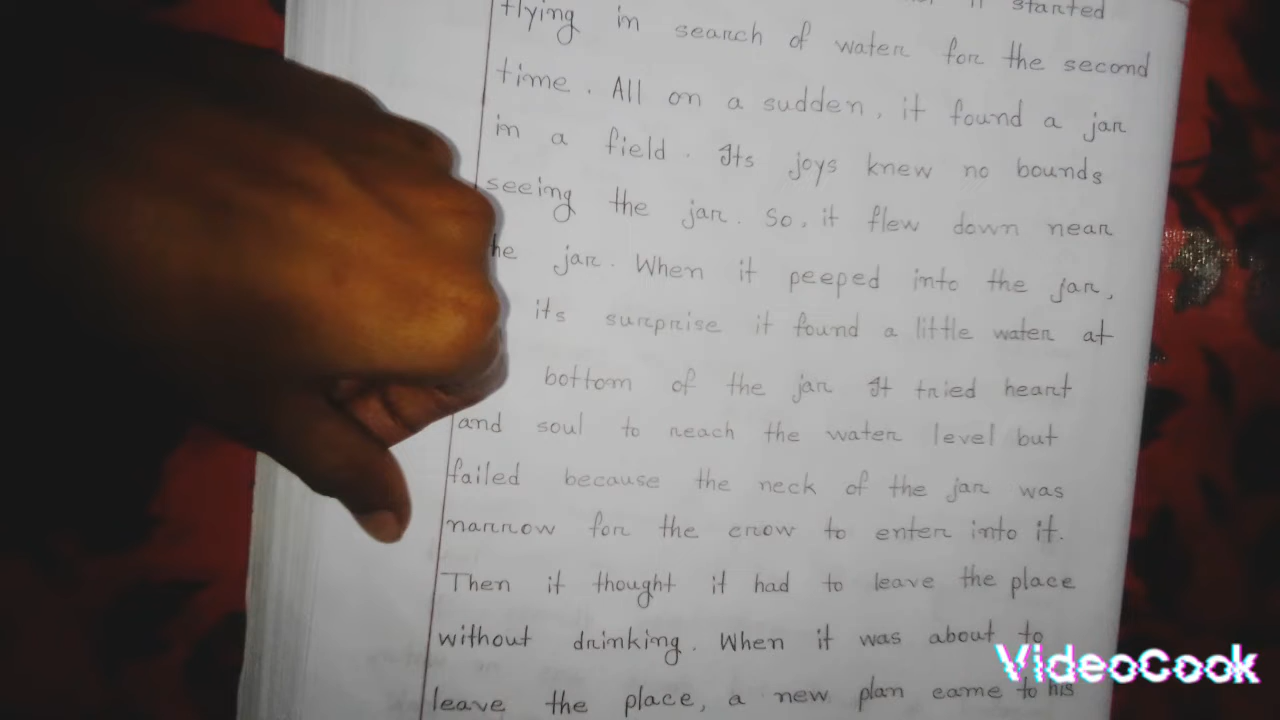 it started
flying in search of water for the second
time. All on a sudden, it found a jar
in a field. Its joys knew no bounds
seeing the jar. So, it flew down near
he jar. When it peeped into the jar,
its surprise it found a little water at
bottom of the jar It tried heart
and soul to reach the water level but
failed because the neck of the jar was
narrow for the crow to enter into it.
Then it thought it had to leave the place
without drinking. When it was about to
leave the place, a new plan came to his
VideoCook